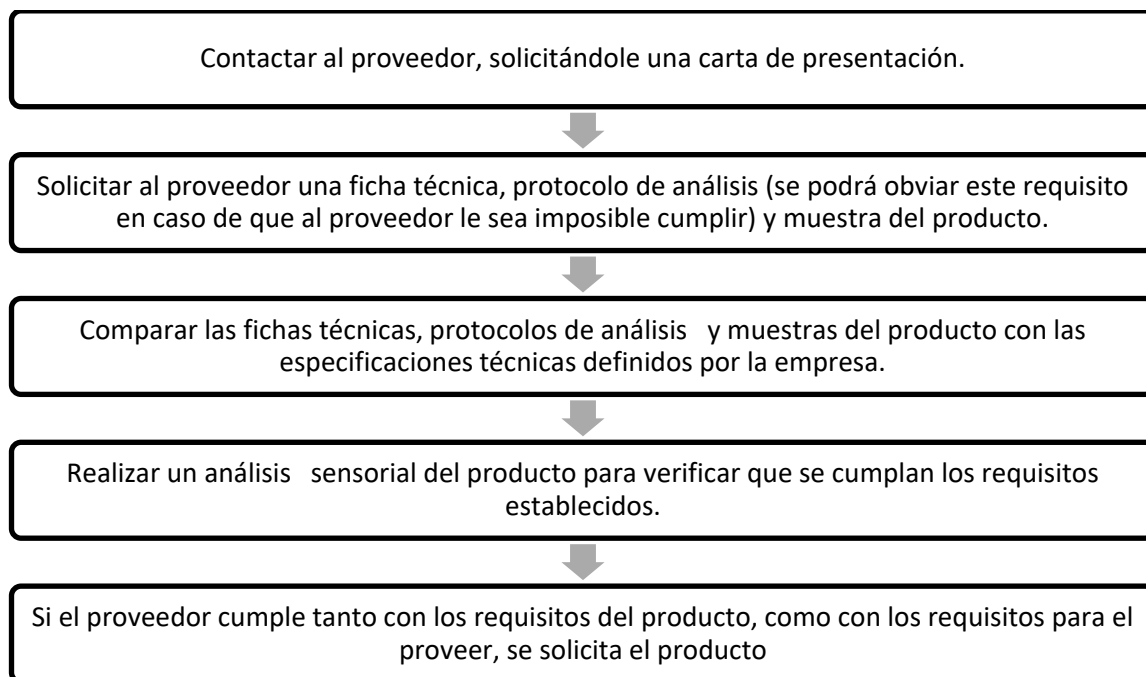 Contactar al proveedor, solicitándole una carta de presentación.
Solicitar al proveedor una ficha técnica, protocolo de análisis (se podrá obviar este requisito
en caso de que al proveedor le sea imposible cumplir) y muestra del producto.
Comparar las fichas técnicas, protocolos de análisis   y muestras del producto con las
especificaciones técnicas definidos por la empresa.
Realizar un análisis   sensorial del producto para verificar que se cumplan los requisitos
establecidos.
Si el proveedor cumple tanto con los requisitos del producto, como con los requisitos para el
proveer, se solicita el producto